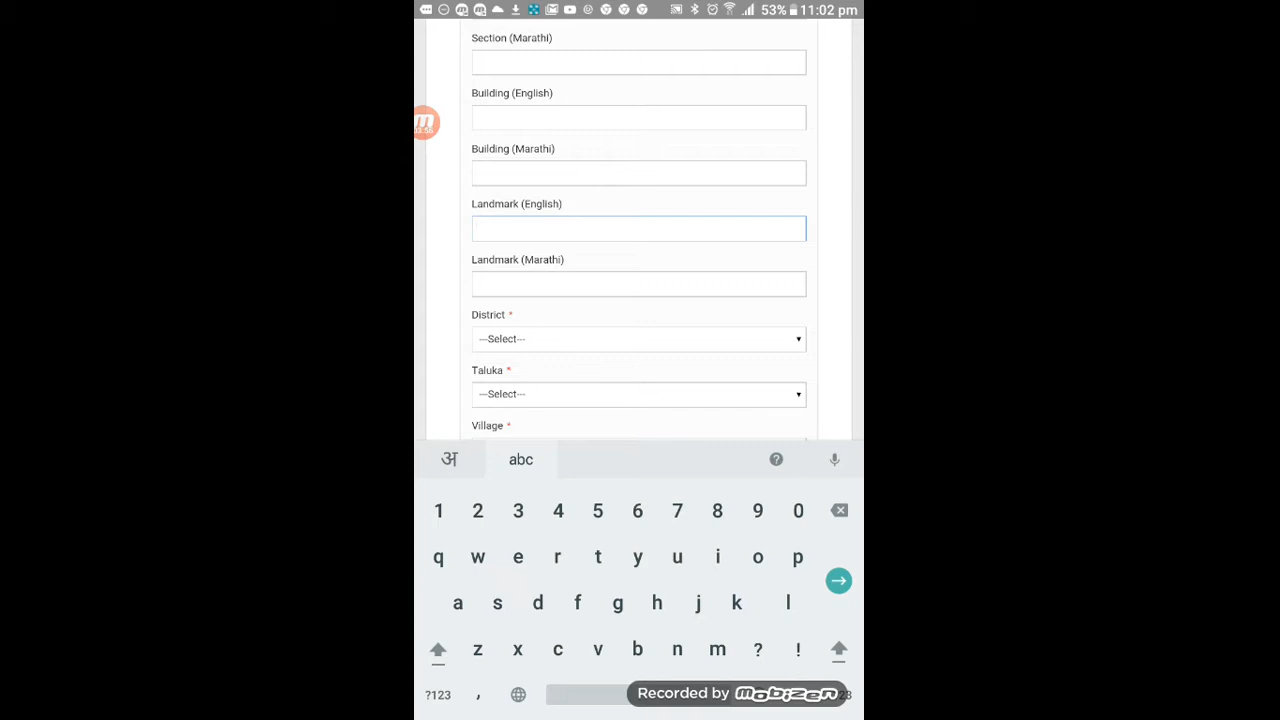 53% 11:02 pm
Section (Marathi)
Building (English)
Building (Marathi)
Landmark (English)
Landmark (Marathi)
District *
---Select---
Taluka *
---Select---
Village *
अ abc
1 2 3 4 5 6 7 8 9 0
q w e r t y u i o p
a s d f g h j k l
z x c v b n m ? !
?123 ,
Recorded by mobizen